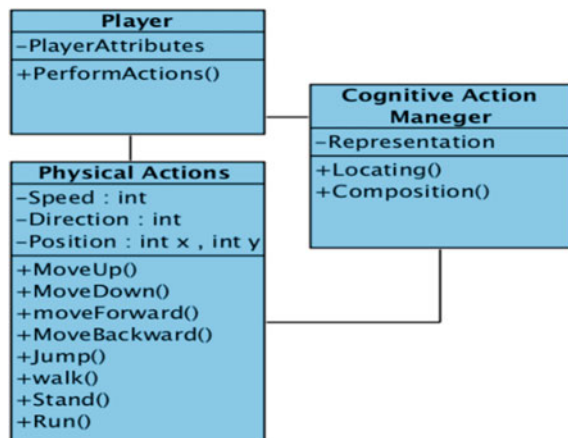 Player
-PlayerAttributes
+PerformActions()
Cognitive Action
Maneger
-Representation
+Locating()
+Composition()
Physical Actions
-Speed : int
-Direction : int
-Position : int x , int y
+MoveUp()
+MoveDown()
+moveForward()
+MoveBackward()
+Jump()
+walk()
+Stand()
+Run()